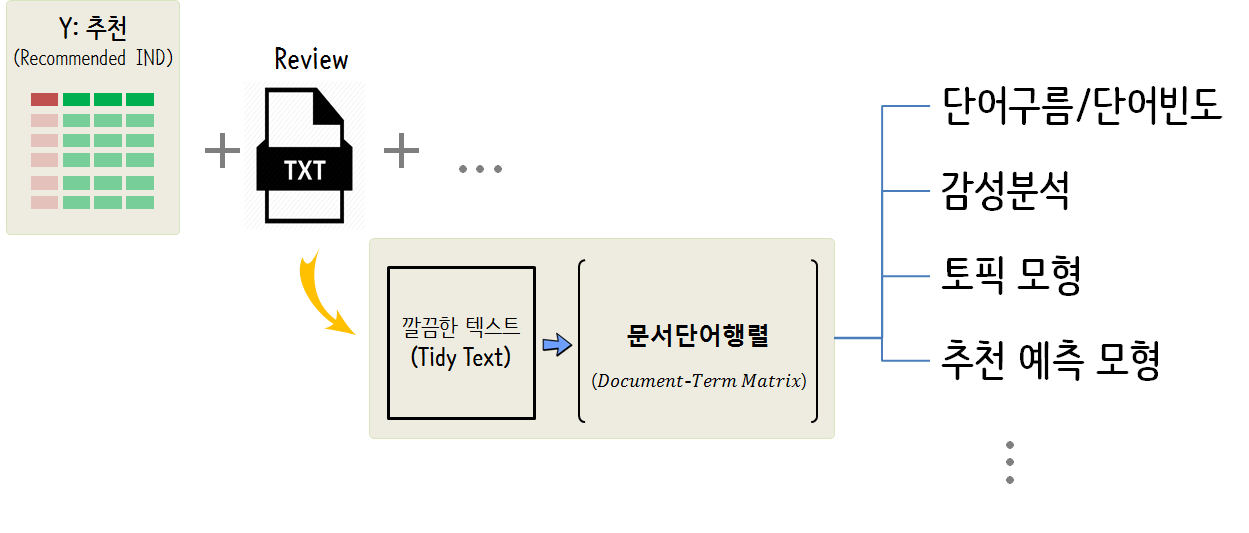 Y: 추천
(Recommended IND)
Review
TXT
깔끔한 텍스트
(Tidy Text)
문서단어행렬
(Document-Term Matrix)
단어구름/단어빈도
감성분석
토픽 모형
추천 예측 모형